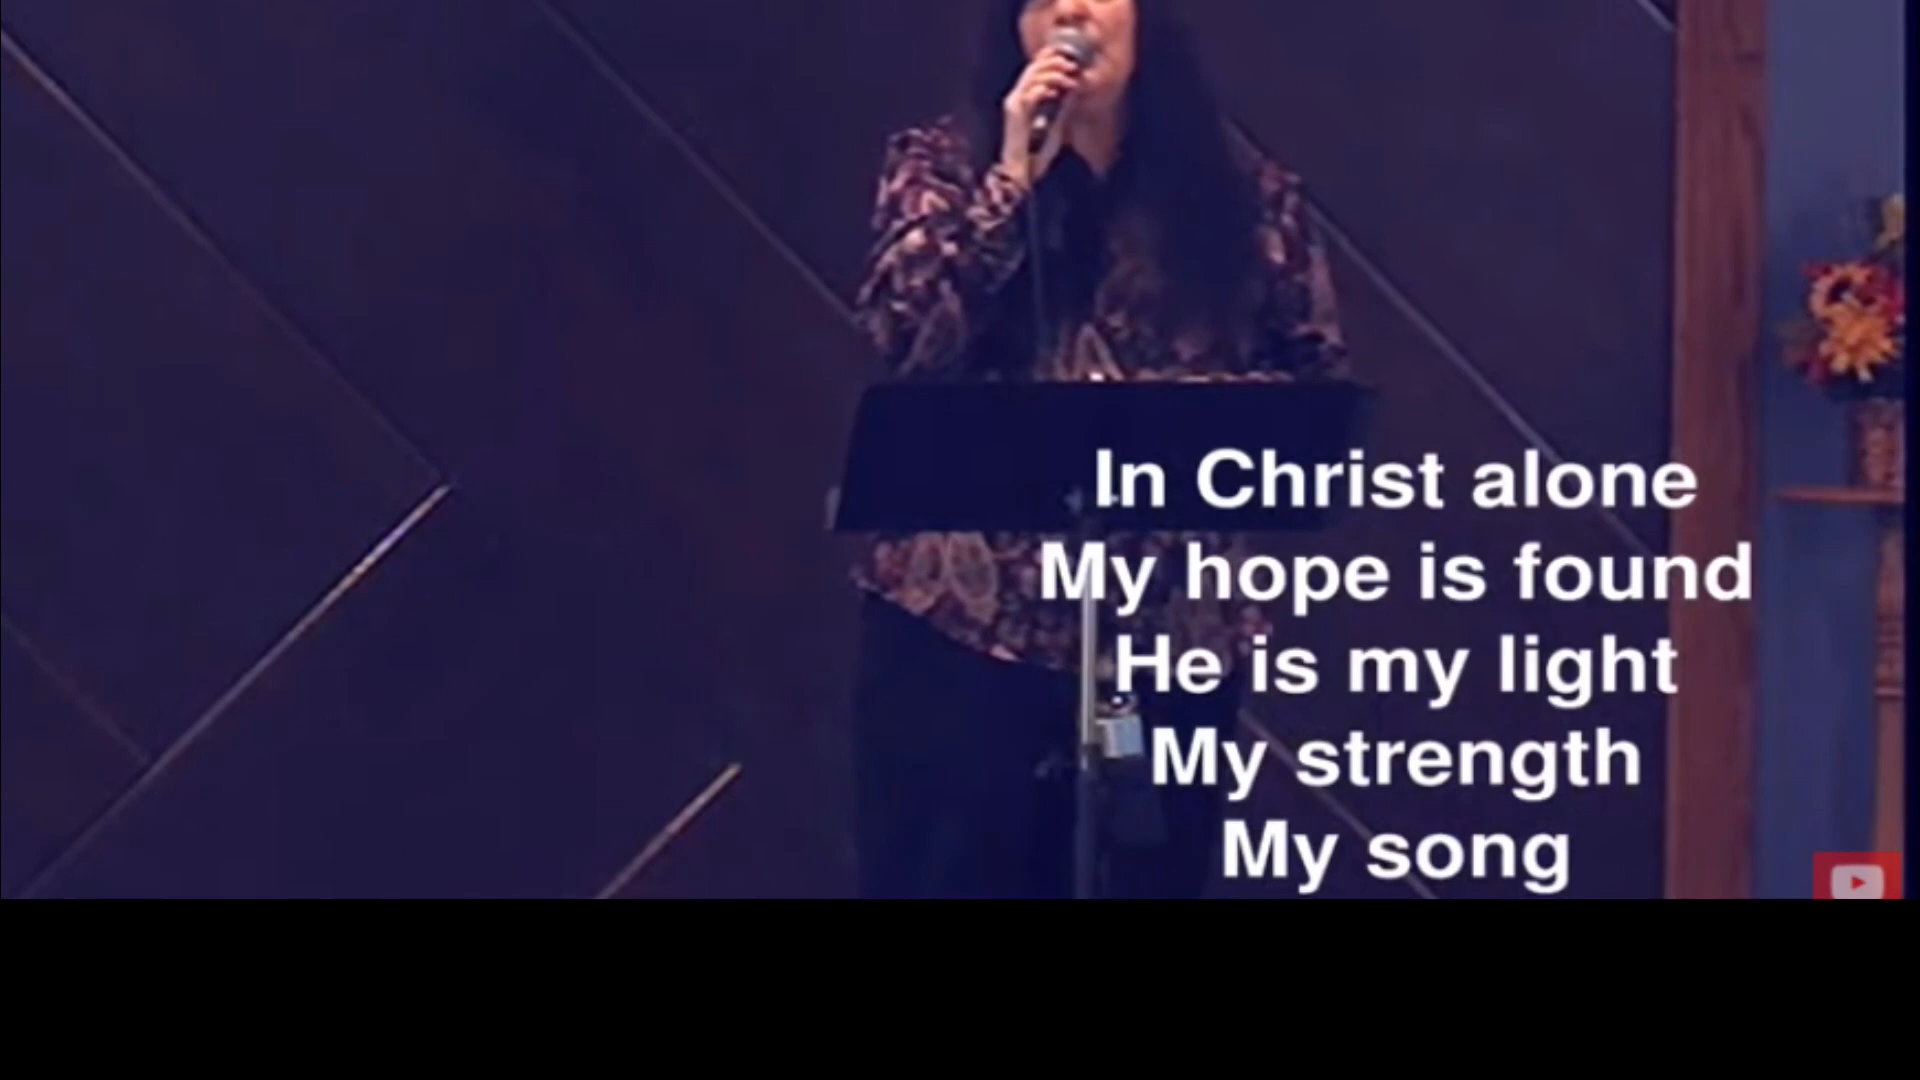 In Christ alone
My hope is found
He is my light
My strength
My song